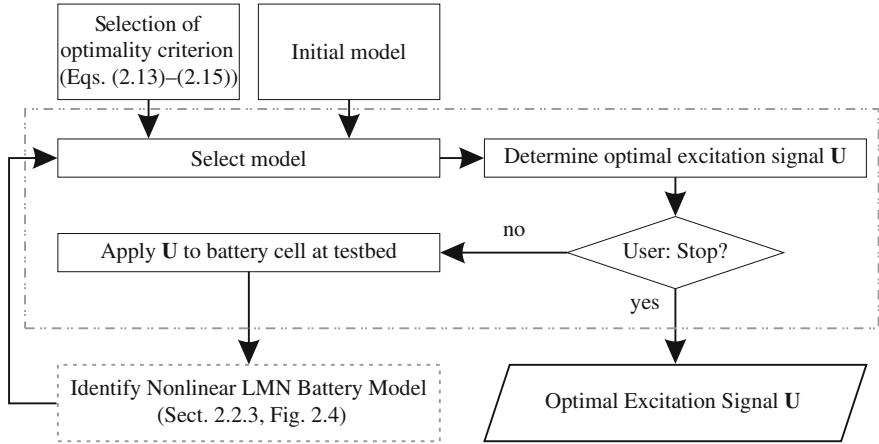 Selection of
optimality criterion
(Eqs. (2.13)–(2.15))
Initial model
Select model
Determine optimal excitation signal U
Apply U to battery cell at testbed
no
User: Stop?
yes
Identify Nonlinear LMN Battery Model
(Sect. 2.2.3, Fig. 2.4)
Optimal Excitation Signal U